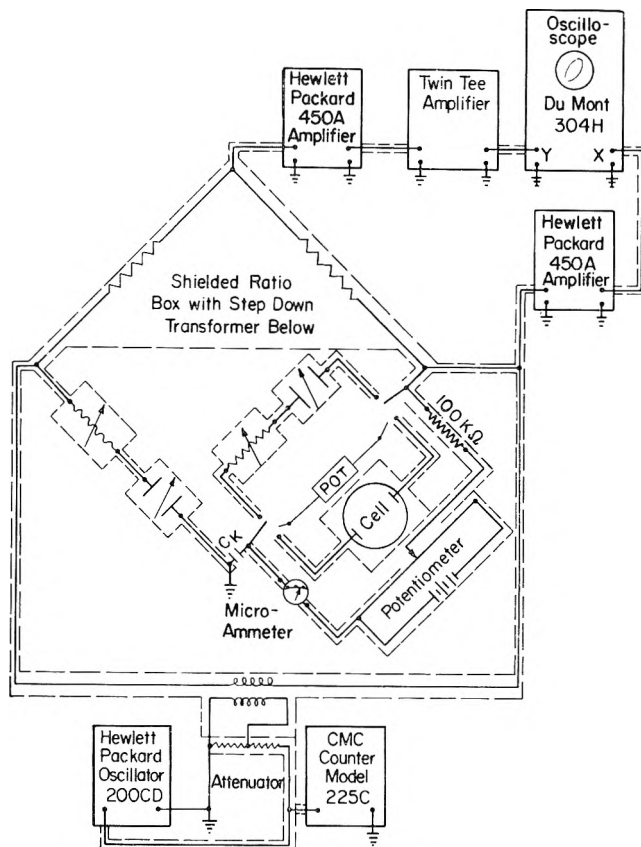 Oscillo-
scope
Du Mont
304H
Y X
Hewlett
Packard
450A
Amplifier
Twin Tee
Amplifier
Hewlett
Packard
450A
Amplifier
Shielded Ratio
Box with Step Down
Transformer Below
100KΩ
POT
Cell
CK
Potentiometer
Micro-
Ammeter
Hewlett
Packard
Oscillator
200CD
Attenuator
CMC
Counter
Model
225C